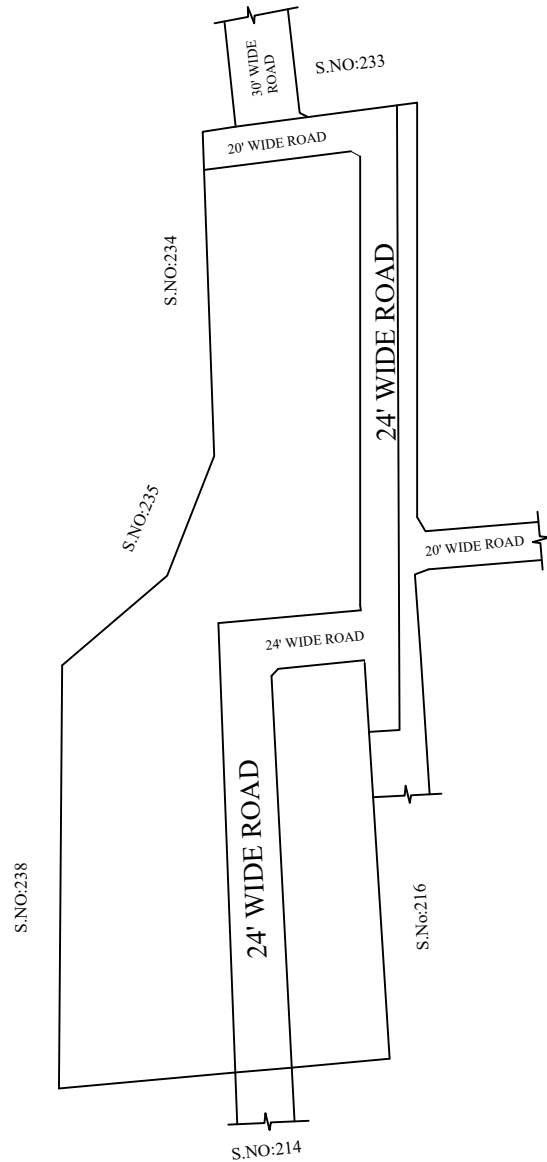 30' WIDE
ROAD
S.NO:233
20' WIDE ROAD
S.NO:234
24' WIDE ROAD
S.NO:235
20' WIDE ROAD
24' WIDE ROAD
24' WIDE ROAD
S.NO:238
S.No:216
S.NO:214